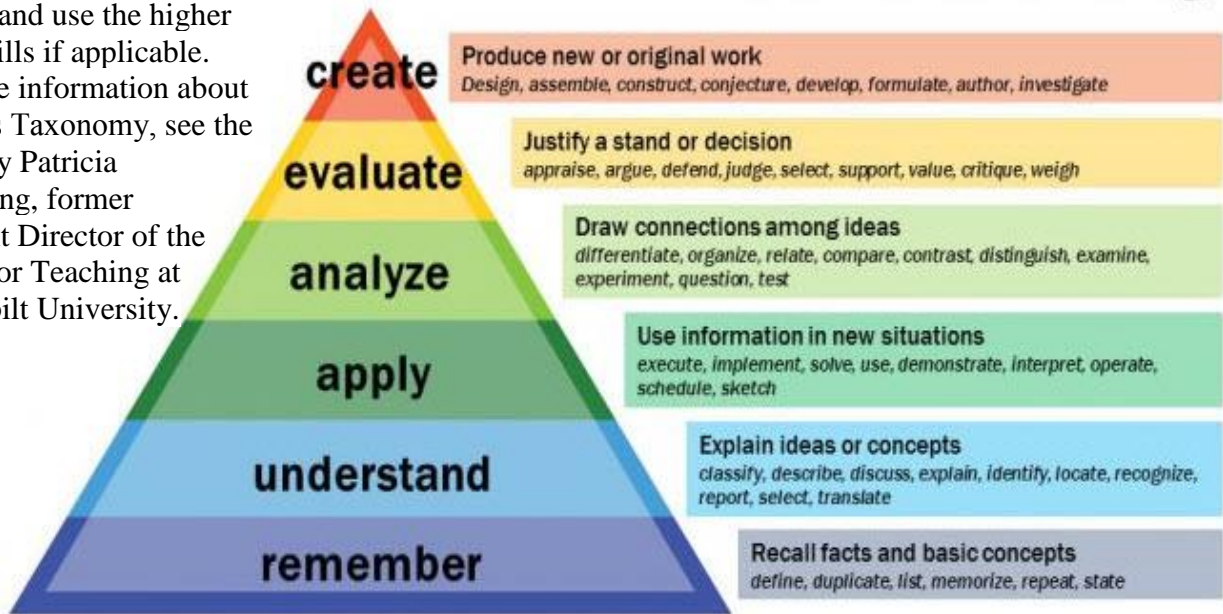 and use the higher
ills if applicable.
e information about
s Taxonomy, see the
y Patricia
ng, former
t Director of the
or Teaching at
bilt University.
create
Produce new or original work
Design, assemble, construct, conjecture, develop, formulate, author, investigate
evaluate
Justify a stand or decision
appraise, argue, defend, judge, select, support, value, critique, weigh
analyze
Draw connections among ideas
differentiate, organize, relate, compare, contrast, distinguish, examine,
experiment, question, test
apply
Use information in new situations
execute, implement, solve, use, demonstrate, interpret, operate,
schedule, sketch
understand
Explain ideas or concepts
classify, describe, discuss, explain, identify, locate, recognize,
report, select, translate
remember
Recall facts and basic concepts
define, duplicate, list, memorize, repeat, state